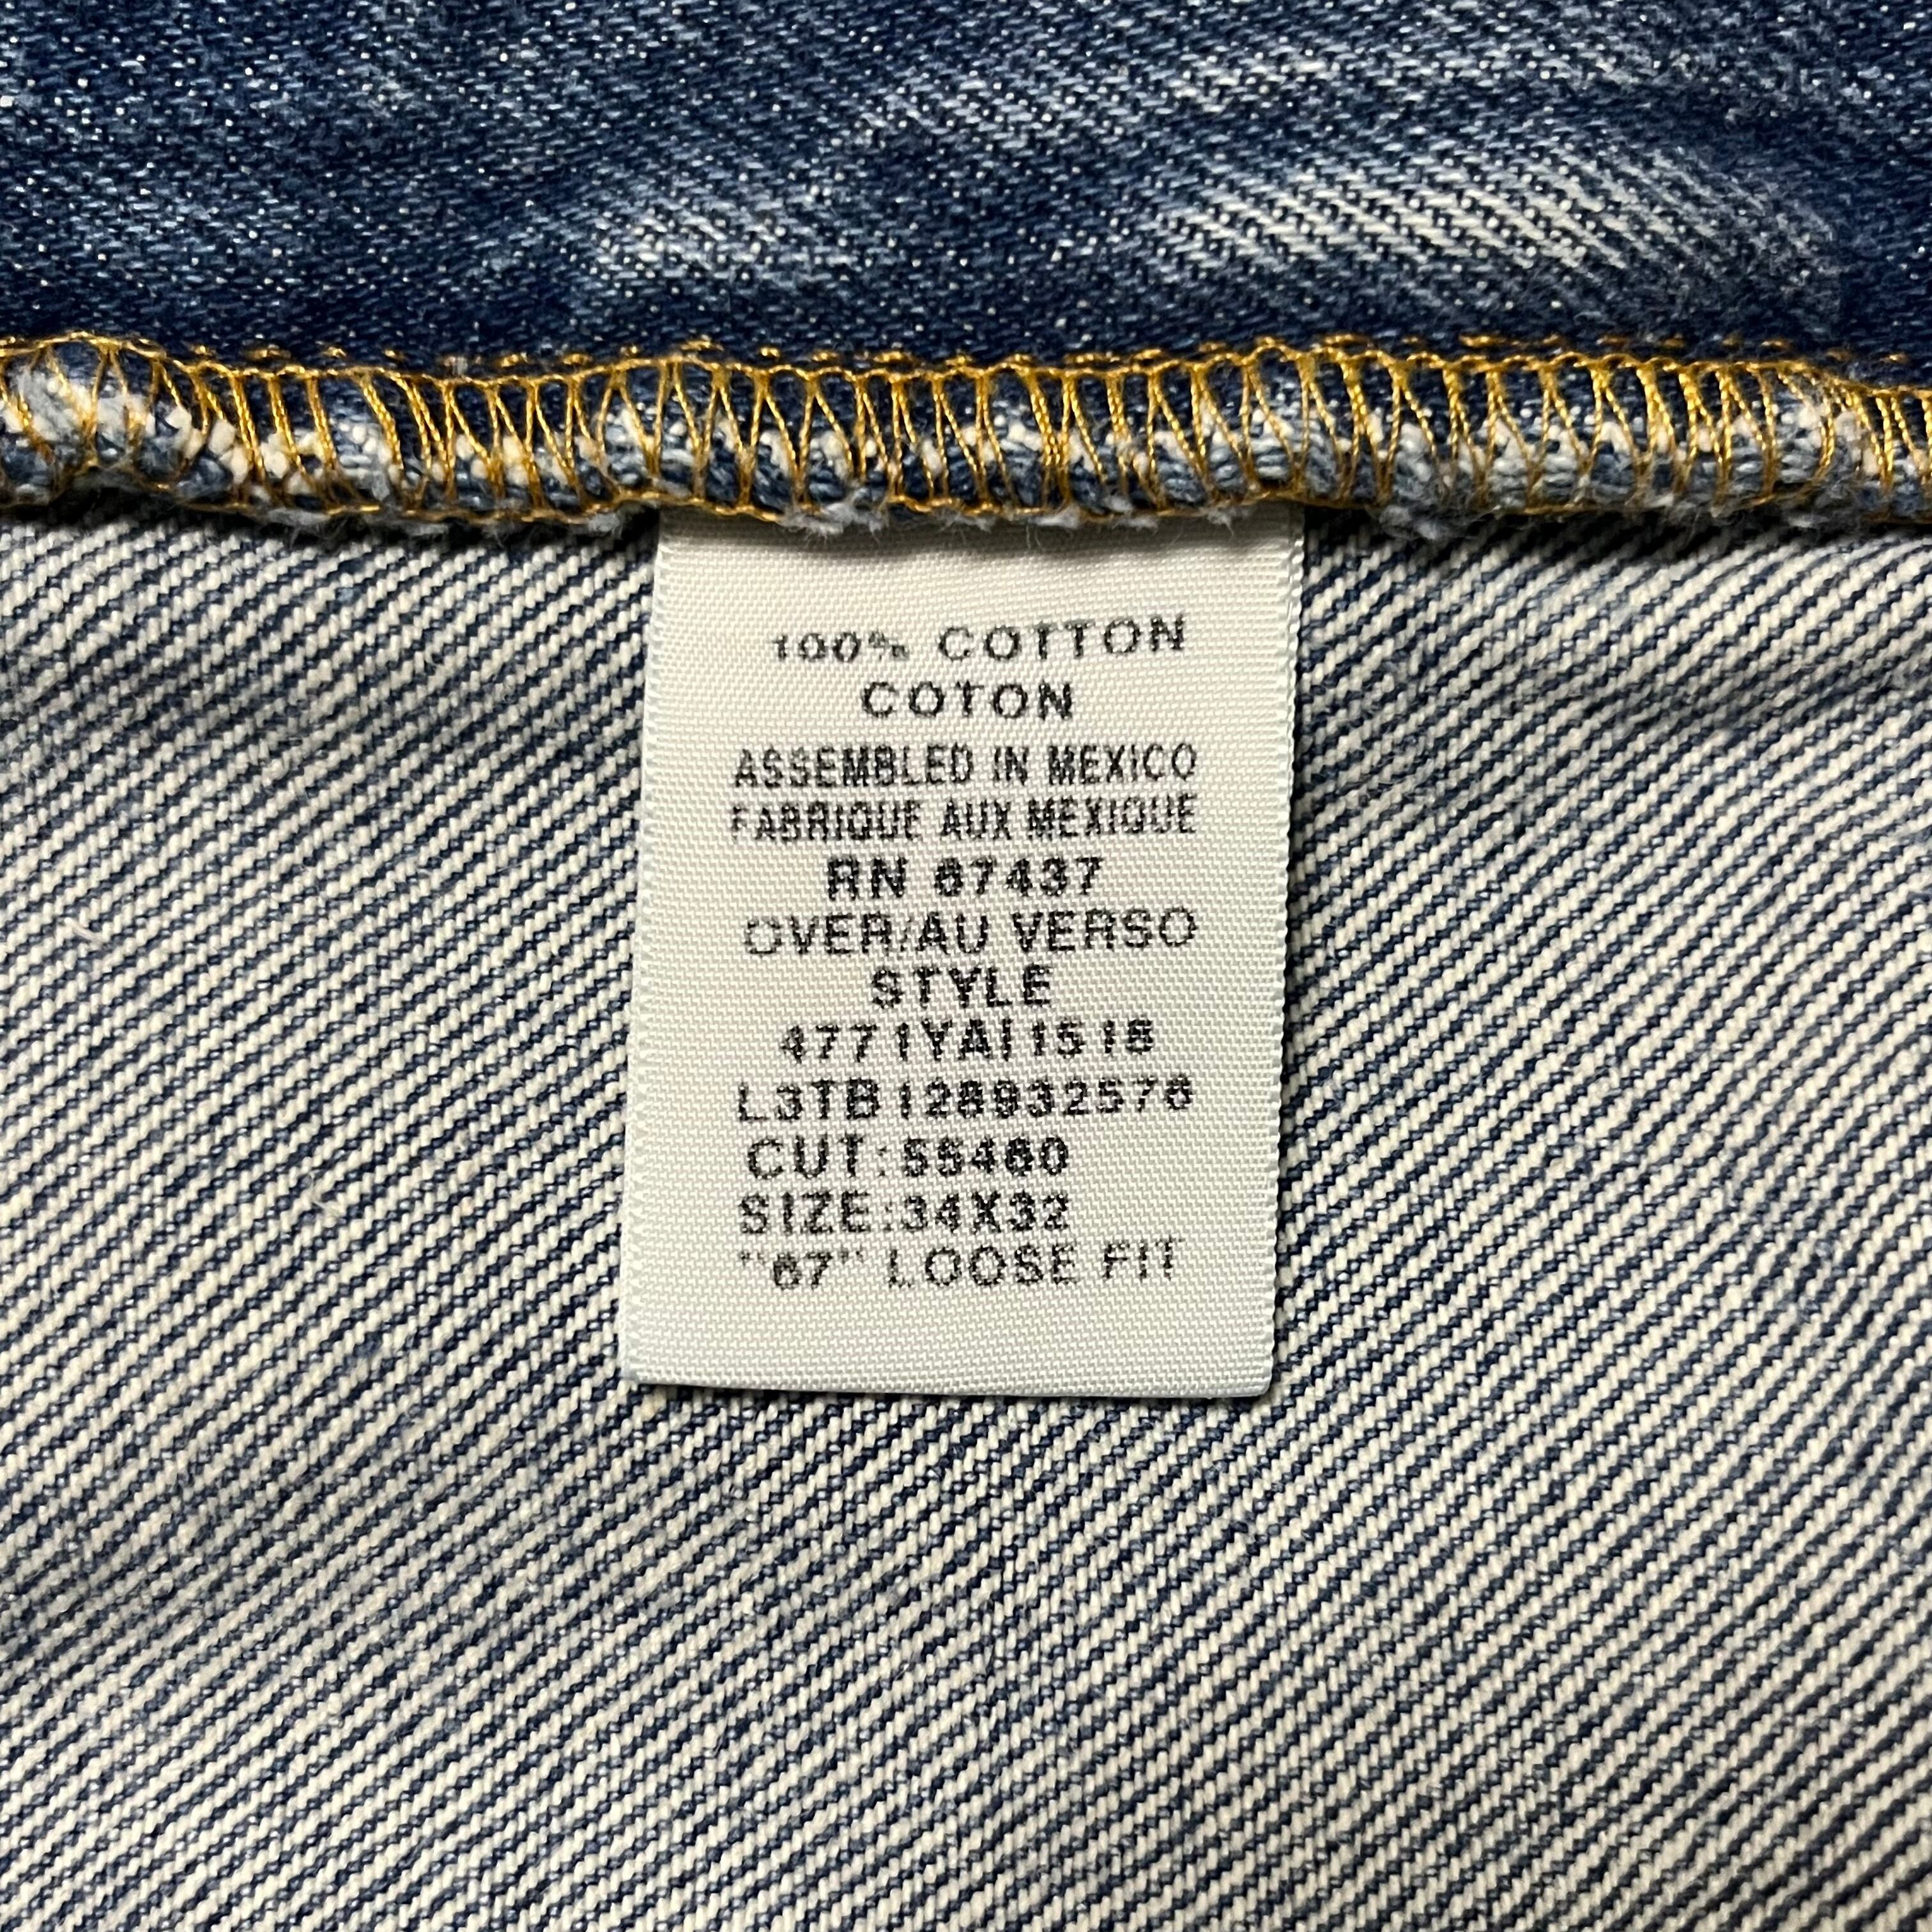 100% COTTON
COTON
ASSEMBLED IN MEXICO
FABRIQUE AUX MEXIQUE
RN 67437
OVER/AU VERSO
STYLE
4771YAI1518
L3TB128932576
CUT:55460
SIZE:34X32
"67" LOOSE FIT